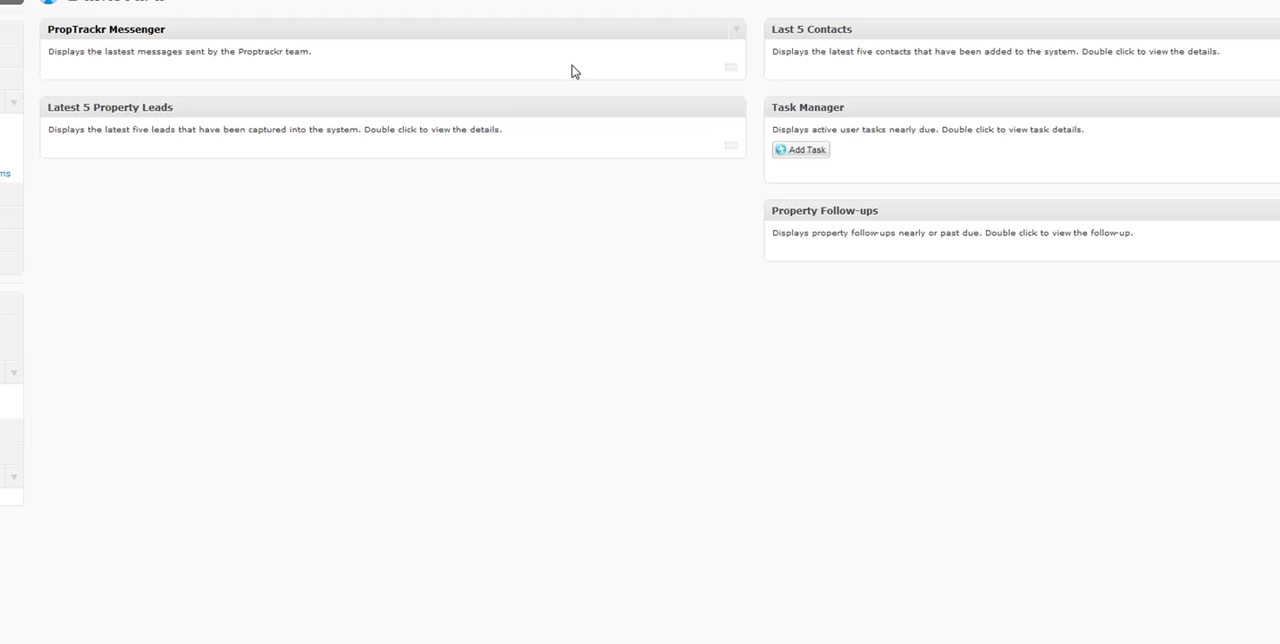 PropTrackr Messenger
Displays the lastest messages sent by the Proptrackr team.
Latest 5 Property Leads
Displays the latest five leads that have been captured into the system. Double click to view the details.
Last 5 Contacts
Displays the latest five contacts that have been added to the system. Double click to view the details.
Task Manager
Displays active user tasks nearly due. Double click to view task details.
Add Task
Property Follow-ups
Displays property follow-ups nearly or past due. Double click to view the follow-up.
ms